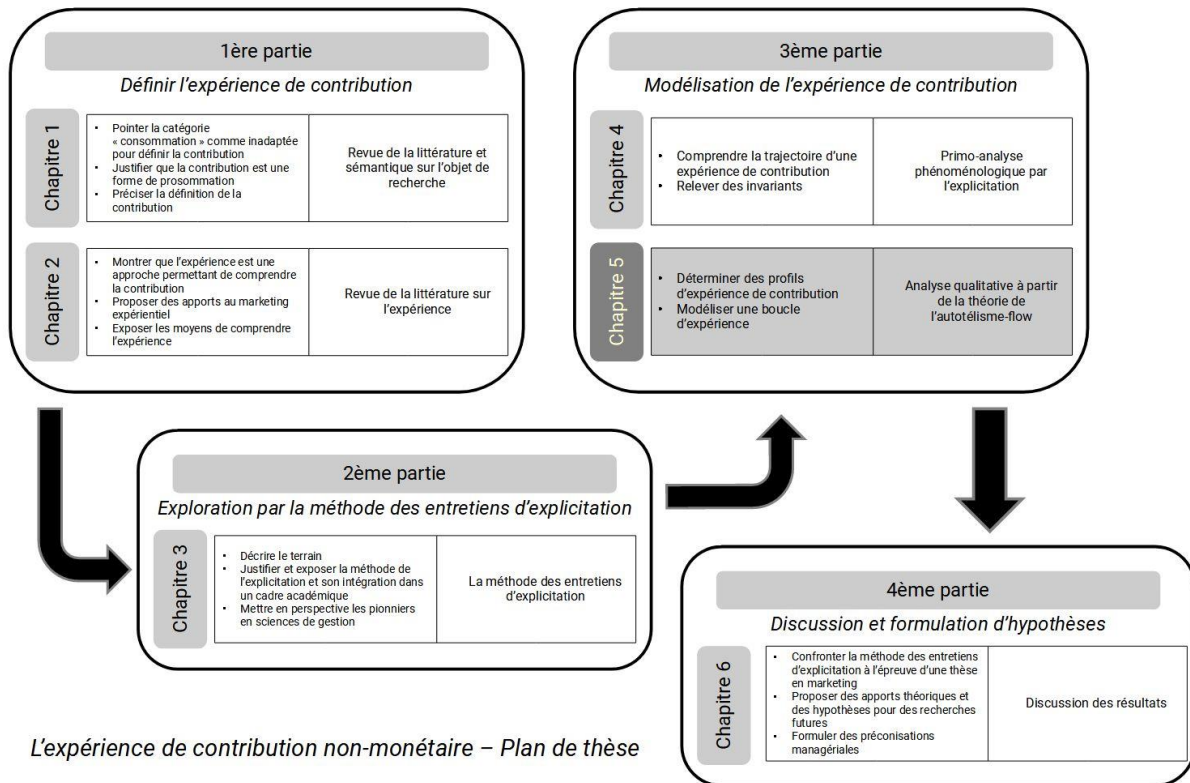 1ère partie
Définir l'expérience de contribution
Chapitre 1
• Pointer la catégorie
« consommation » comme inadaptée
pour définir la contribution
• Justifier que la contribution est une
forme de prosommation
• Préciser la définition de la
contribution
Revue de la littérature et
sémantique sur l'objet de
recherche
Chapitre 2
• Montrer que l'expérience est une
approche permettant de comprendre
la contribution
• Proposer des apports au marketing
expérientiel
• Exposer les moyens de comprendre
l'expérience
Revue de la littérature sur
l'expérience
2ème partie
Exploration par la méthode des entretiens d'explicitation
Chapitre 3
• Décrire le terrain
• Justifier et exposer la méthode de
l'explicitation et son intégration dans
un cadre académique
• Mettre en perspective les pionniers
en sciences de gestion
La méthode des entretiens
d'explicitation
3ème partie
Modélisation de l'expérience de contribution
Chapitre 4
• Comprendre la trajectoire d'une
expérience de contribution
• Relever des invariants
Primo-analyse
phénoménologique par
l'explicitation
Chapitre 5
• Déterminer des profils
d'expérience de contribution
• Modéliser une boucle
d'expérience
Analyse qualitative à partir
de la théorie de
l'autotélisme-flow
4ème partie
Discussion et formulation d'hypothèses
Chapitre 6
• Confronter la méthode des entretiens
d'explicitation à l'épreuve d'une thèse
en marketing
• Proposer des apports théoriques et
des hypothèses pour des recherches
futures
• Formuler des préconisations
managériales
Discussion des résultats
L'expérience de contribution non-monétaire – Plan de thèse